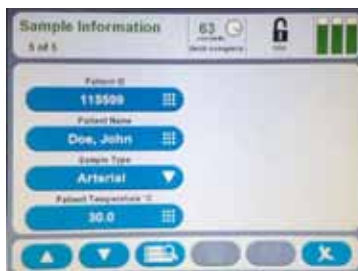 Sample Information
63
5 of 5
Patient ID
115509
Patient Name
Doe, John
Sample Type
Arterial
Patient Temperature °C
30.0